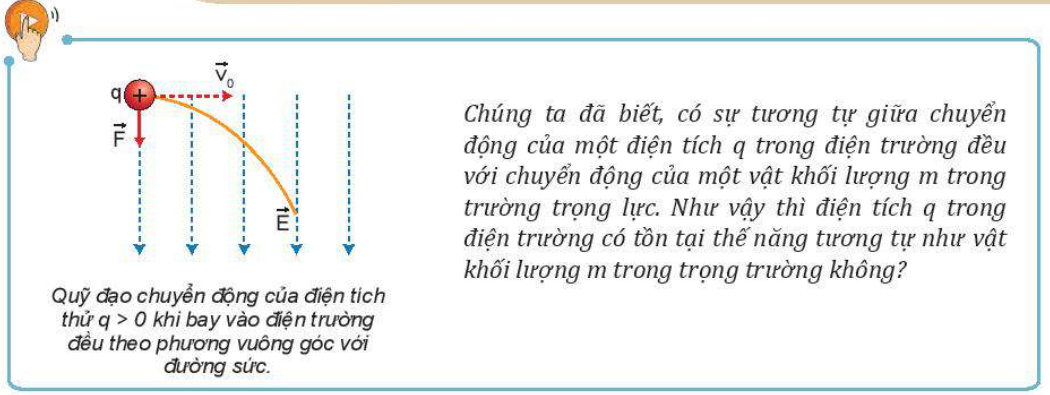 q
+
v₀
F
E
Quỹ đạo chuyển động của điện tích
thử q > 0 khi bay vào điện trường
đều theo phương vuông góc với
đường sức.
Chúng ta đã biết, có sự tương tự giữa chuyển
động của một điện tích q trong điện trường đều
với chuyển động của một vật khối lượng m trong
trường trọng lực. Như vậy thì điện tích q trong
điện trường có tồn tại thế năng tương tự như vật
khối lượng m trong trọng trường không?